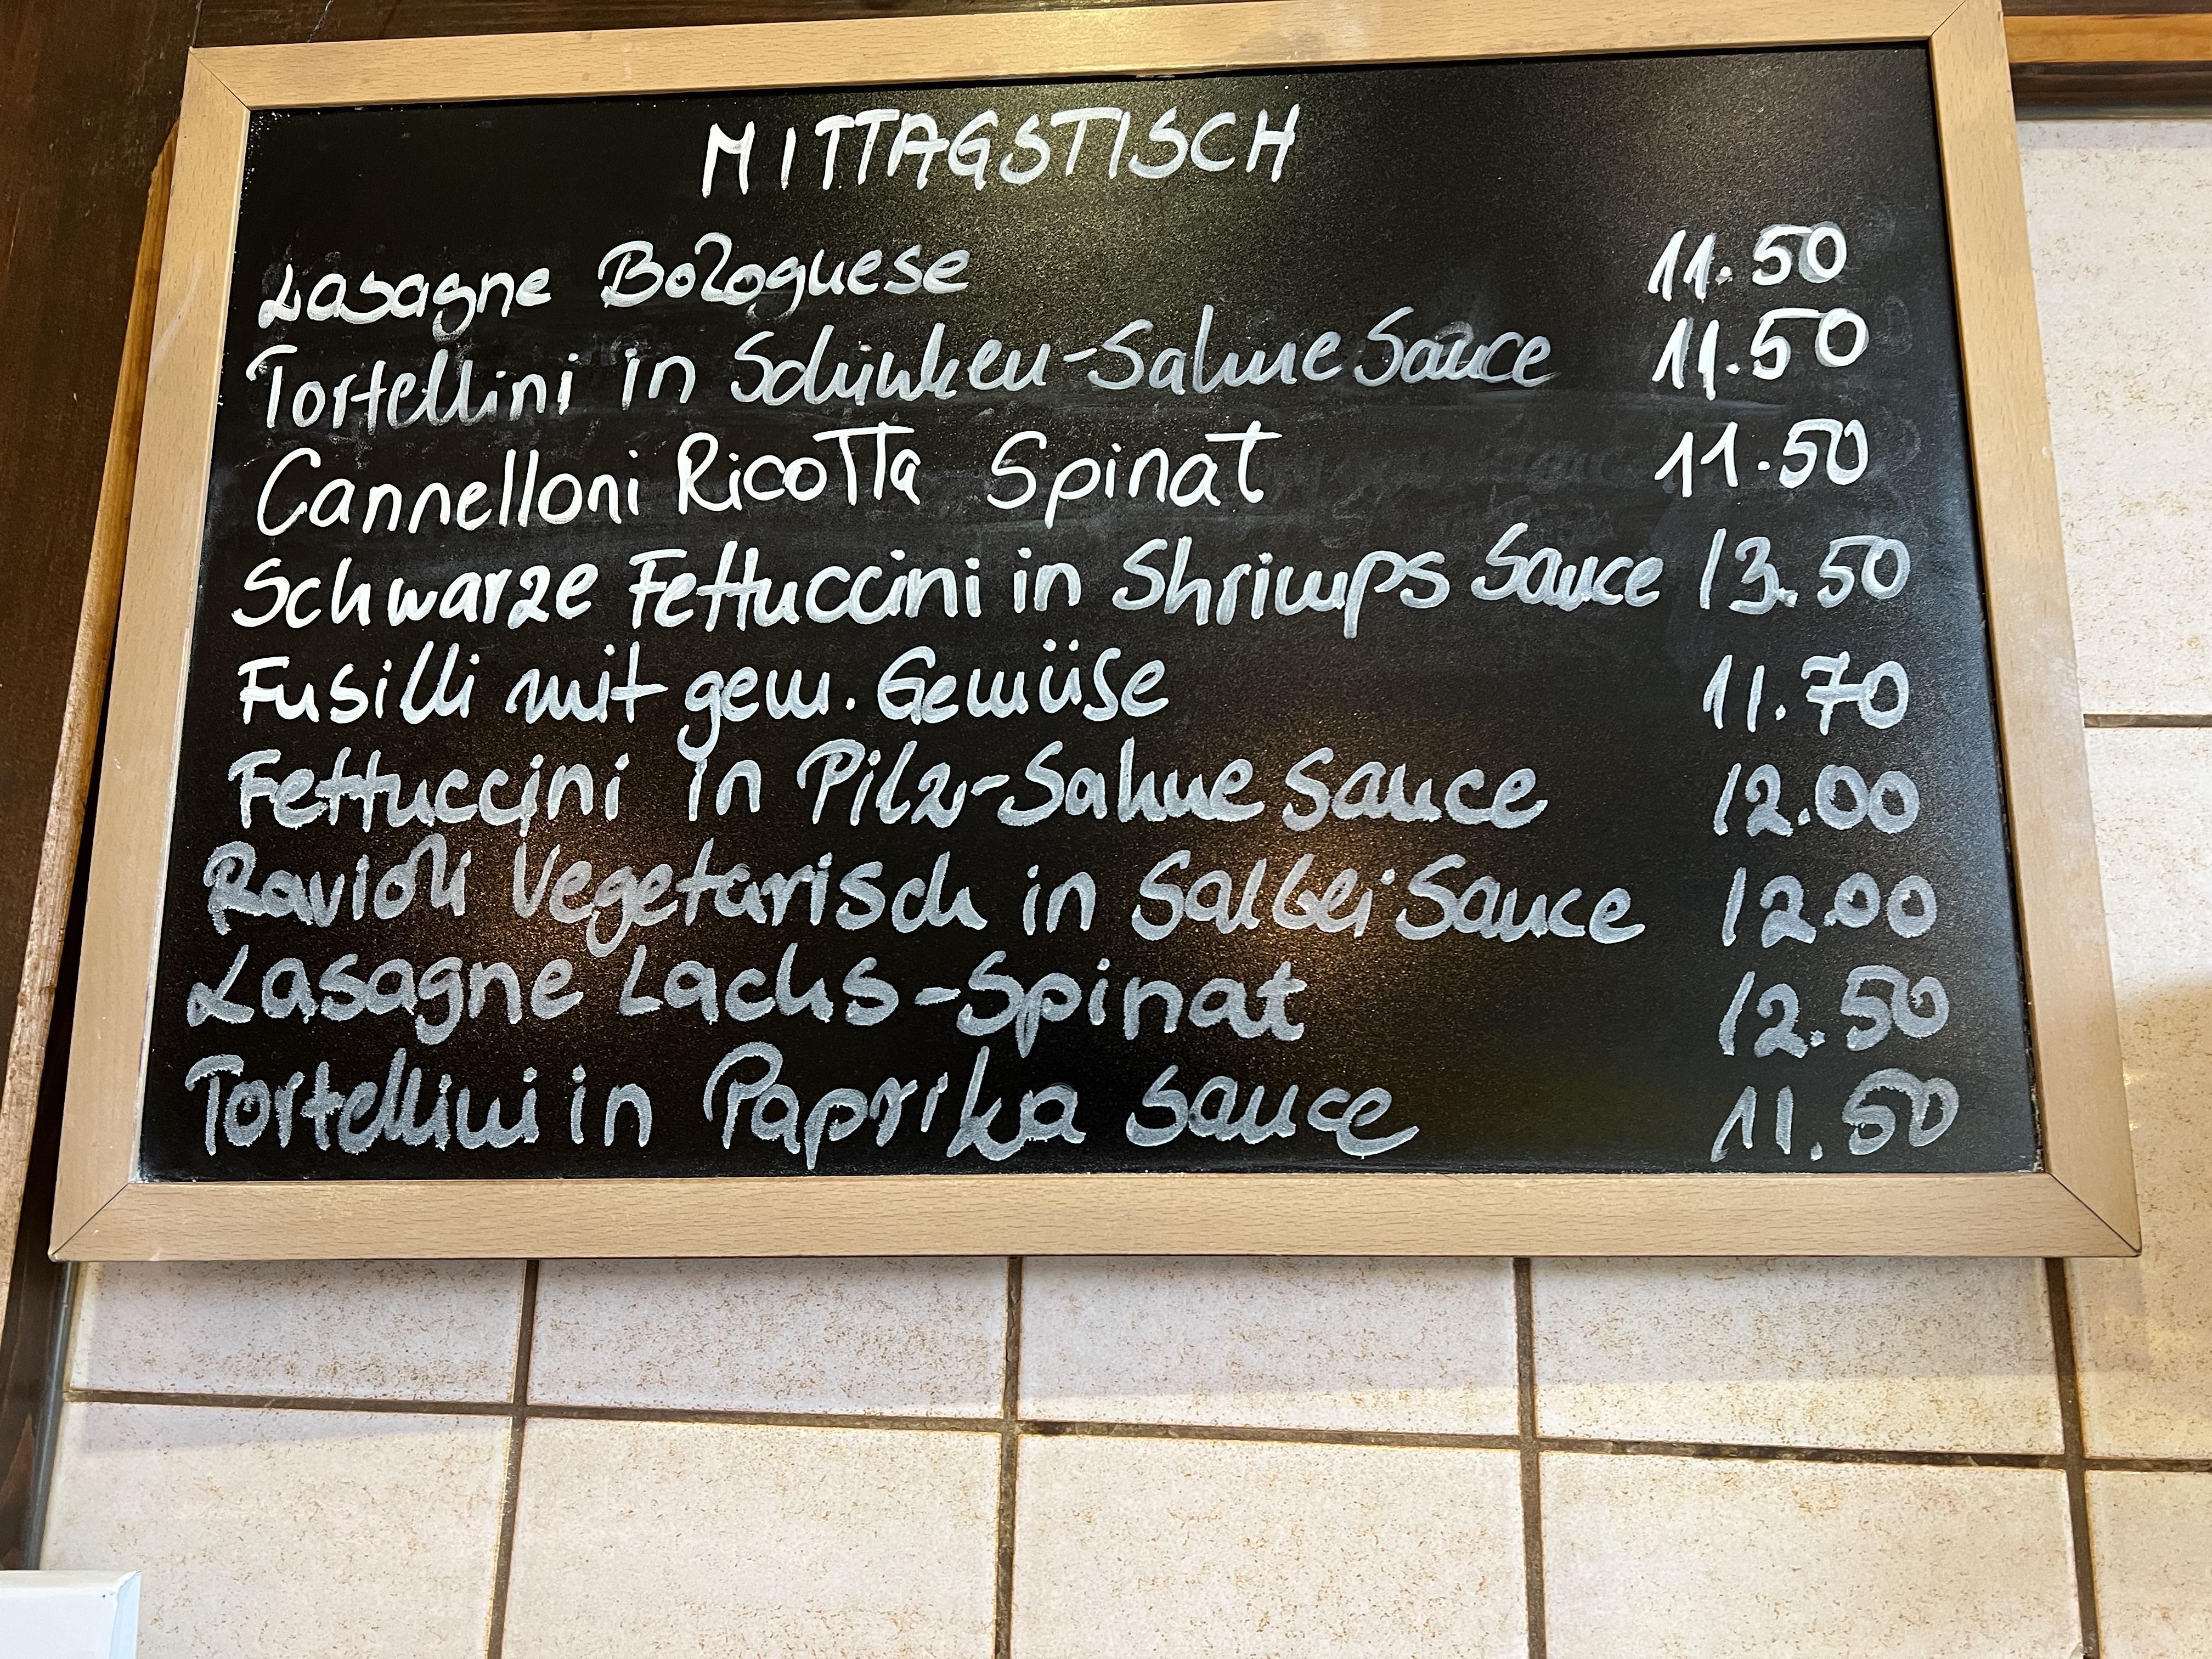 MITTAGSTISCH
Lasagne Bolognese 11.50
Tortellini in Schinken-Sahne Sauce 11.50
Cannelloni Ricotta Spinat 11.50
Schwarze Fettuccini in Shrimps Sauce 13.50
Fusilli mit gem. Gemüse 11.70
Fettuccini in Pilz-Sahne Sauce 12.00
Ravioli Vegetarisch in Salbei Sauce 12.00
Lasagne Lachs-Spinat 12.50
Tortellini in Paprika Sauce 11.50